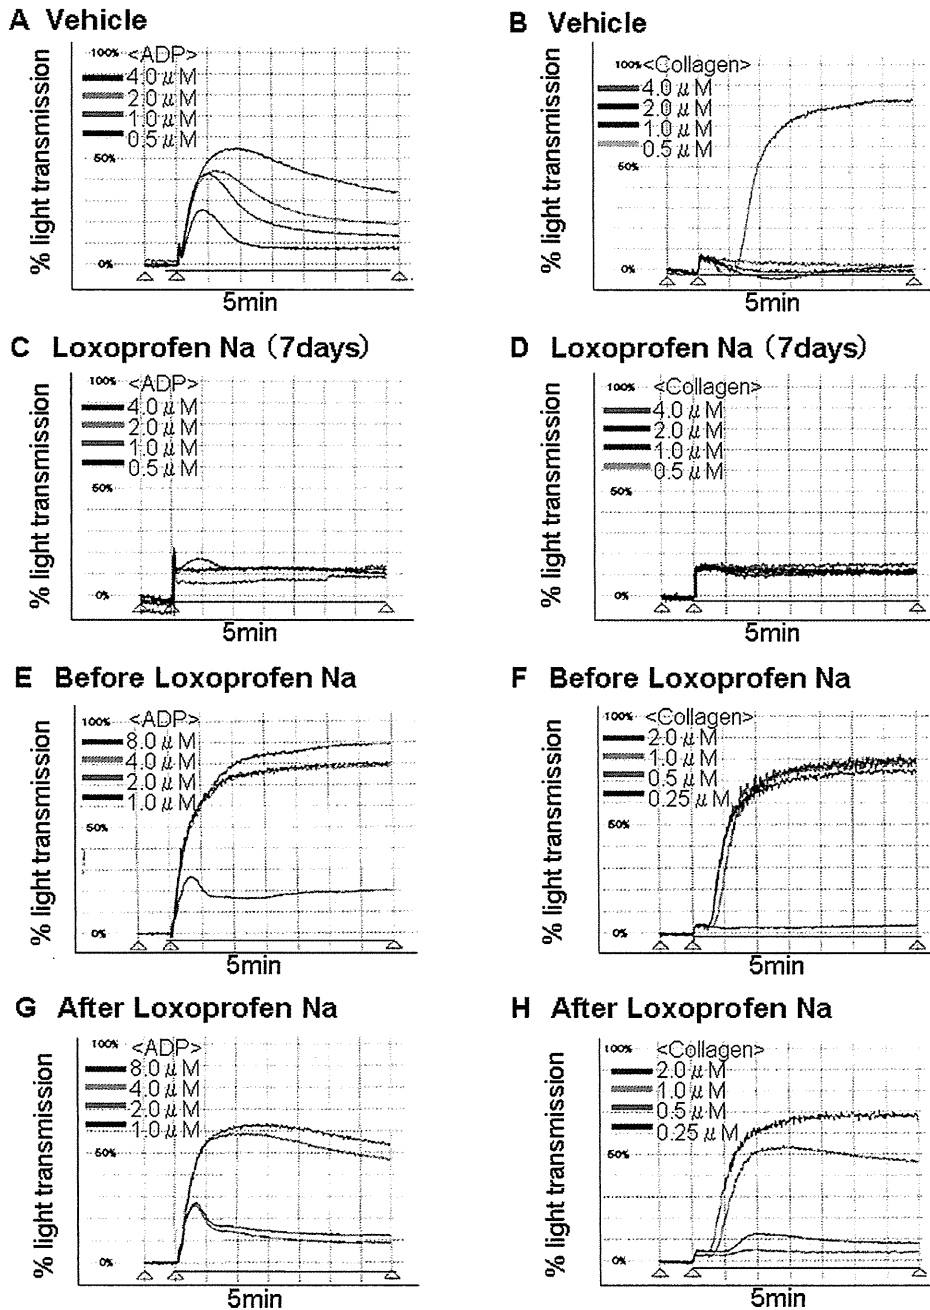 A Vehicle
% light transmission
100%
<ADP>
4.0 μM
2.0 μM
1.0 μM
0.5 μM
50%
0%
5min
B Vehicle
% light transmission
100%
<Collagen>
4.0 μM
2.0 μM
1.0 μM
0.5 μM
50%
0%
5min
C Loxoprofen Na (7days)
% light transmission
100%
<ADP>
4.0 μM
2.0 μM
1.0 μM
0.5 μM
50%
0%
5min
D Loxoprofen Na (7days)
% light transmission
100%
<Collagen>
4.0 μM
2.0 μM
1.0 μM
0.5 μM
50%
0%
5min
E Before Loxoprofen Na
% light transmission
100%
<ADP>
8.0 μM
4.0 μM
2.0 μM
1.0 μM
50%
0%
5min
F Before Loxoprofen Na
% light transmission
100%
<Collagen>
2.0 μM
1.0 μM
0.5 μM
0.25 μM
50%
0%
5min
G After Loxoprofen Na
% light transmission
100%
<ADP>
8.0 μM
4.0 μM
2.0 μM
1.0 μM
50%
0%
5min
H After Loxoprofen Na
% light transmission
100%
<Collagen>
2.0 μM
1.0 μM
0.5 μM
0.25 μM
50%
0%
5min